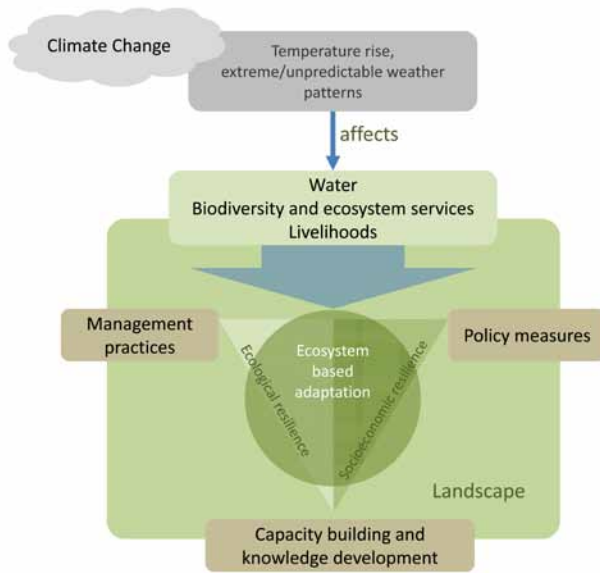 Climate Change
Temperature rise,
extreme/unpredictable weather
patterns
affects
Water
Biodiversity and ecosystem services
Livelihoods
Management
practices
Policy measures
Ecosystem
based
adaptation
Ecological resilience
Socioeconomic resilience
Landscape
Capacity building and
knowledge development